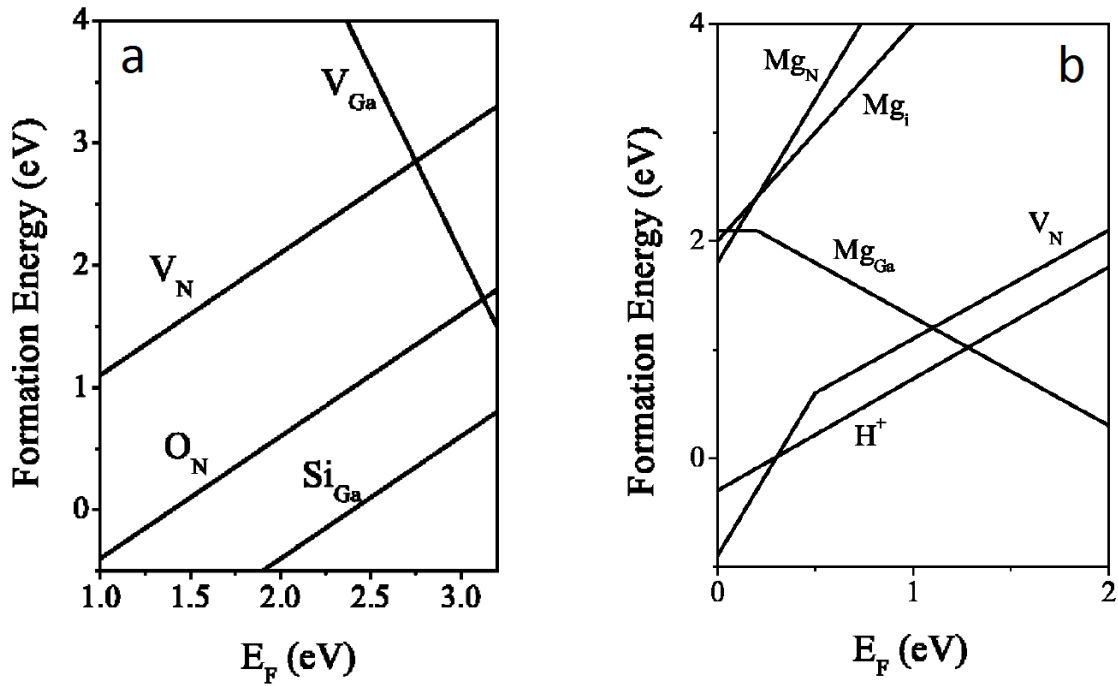 a
Formation Energy (eV)
4
3
2
1
0
V_Ga
V_N
O_N
Si_Ga
1.0 1.5 2.0 2.5 3.0
E_F (eV)
b
Formation Energy (eV)
4
2
0
Mg_N
Mg_i
V_N
Mg_Ga
H⁺
0 1 2
E_F (eV)